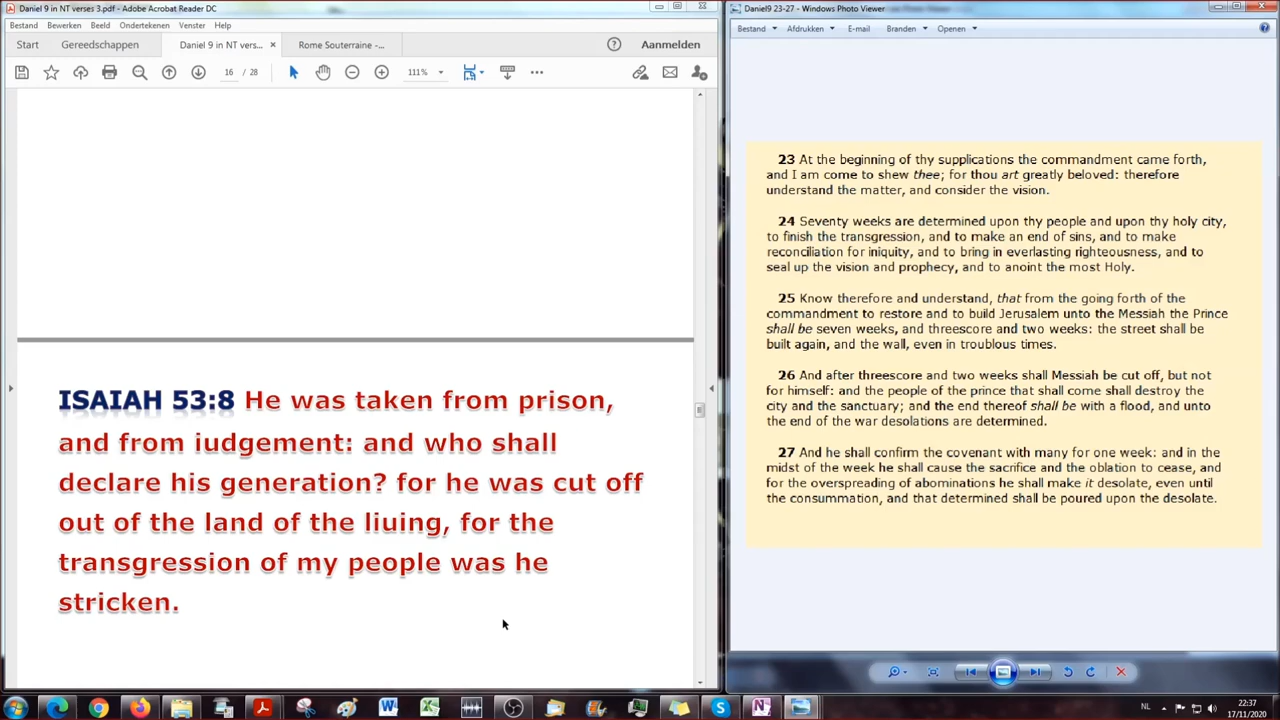 Daniel 9 in NT verses 3.pdf - Adobe Acrobat Reader DC
Bestand Bewerken Beeld Ondertekenen Venster Help
Start Gereedschappen Daniel 9 in NT vers... × Rome Souterraine -... Aanmelden
16 / 28 111%
ISAIAH 53:8 He was taken from prison,
and from iudgement: and who shall
declare his generation? for he was cut off
out of the land of the liuing, for the
transgression of my people was he
stricken.
Daniel9 23-27 - Windows Photo Viewer
Bestand Afdrukken E-mail Branden Openen
23 At the beginning of thy supplications the commandment came forth,
and I am come to shew thee; for thou art greatly beloved: therefore
understand the matter, and consider the vision.
24 Seventy weeks are determined upon thy people and upon thy holy city,
to finish the transgression, and to make an end of sins, and to make
reconciliation for iniquity, and to bring in everlasting righteousness, and to
seal up the vision and prophecy, and to anoint the most Holy.
25 Know therefore and understand, that from the going forth of the
commandment to restore and to build Jerusalem unto the Messiah the Prince
shall be seven weeks, and threescore and two weeks: the street shall be
built again, and the wall, even in troublous times.
26 And after threescore and two weeks shall Messiah be cut off, but not
for himself: and the people of the prince that shall come shall destroy the
city and the sanctuary; and the end thereof shall be with a flood, and unto
the end of the war desolations are determined.
27 And he shall confirm the covenant with many for one week: and in the
midst of the week he shall cause the sacrifice and the oblation to cease, and
for the overspreading of abominations he shall make it desolate, even until
the consummation, and that determined shall be poured upon the desolate.
NL 22:37
17/11/2020